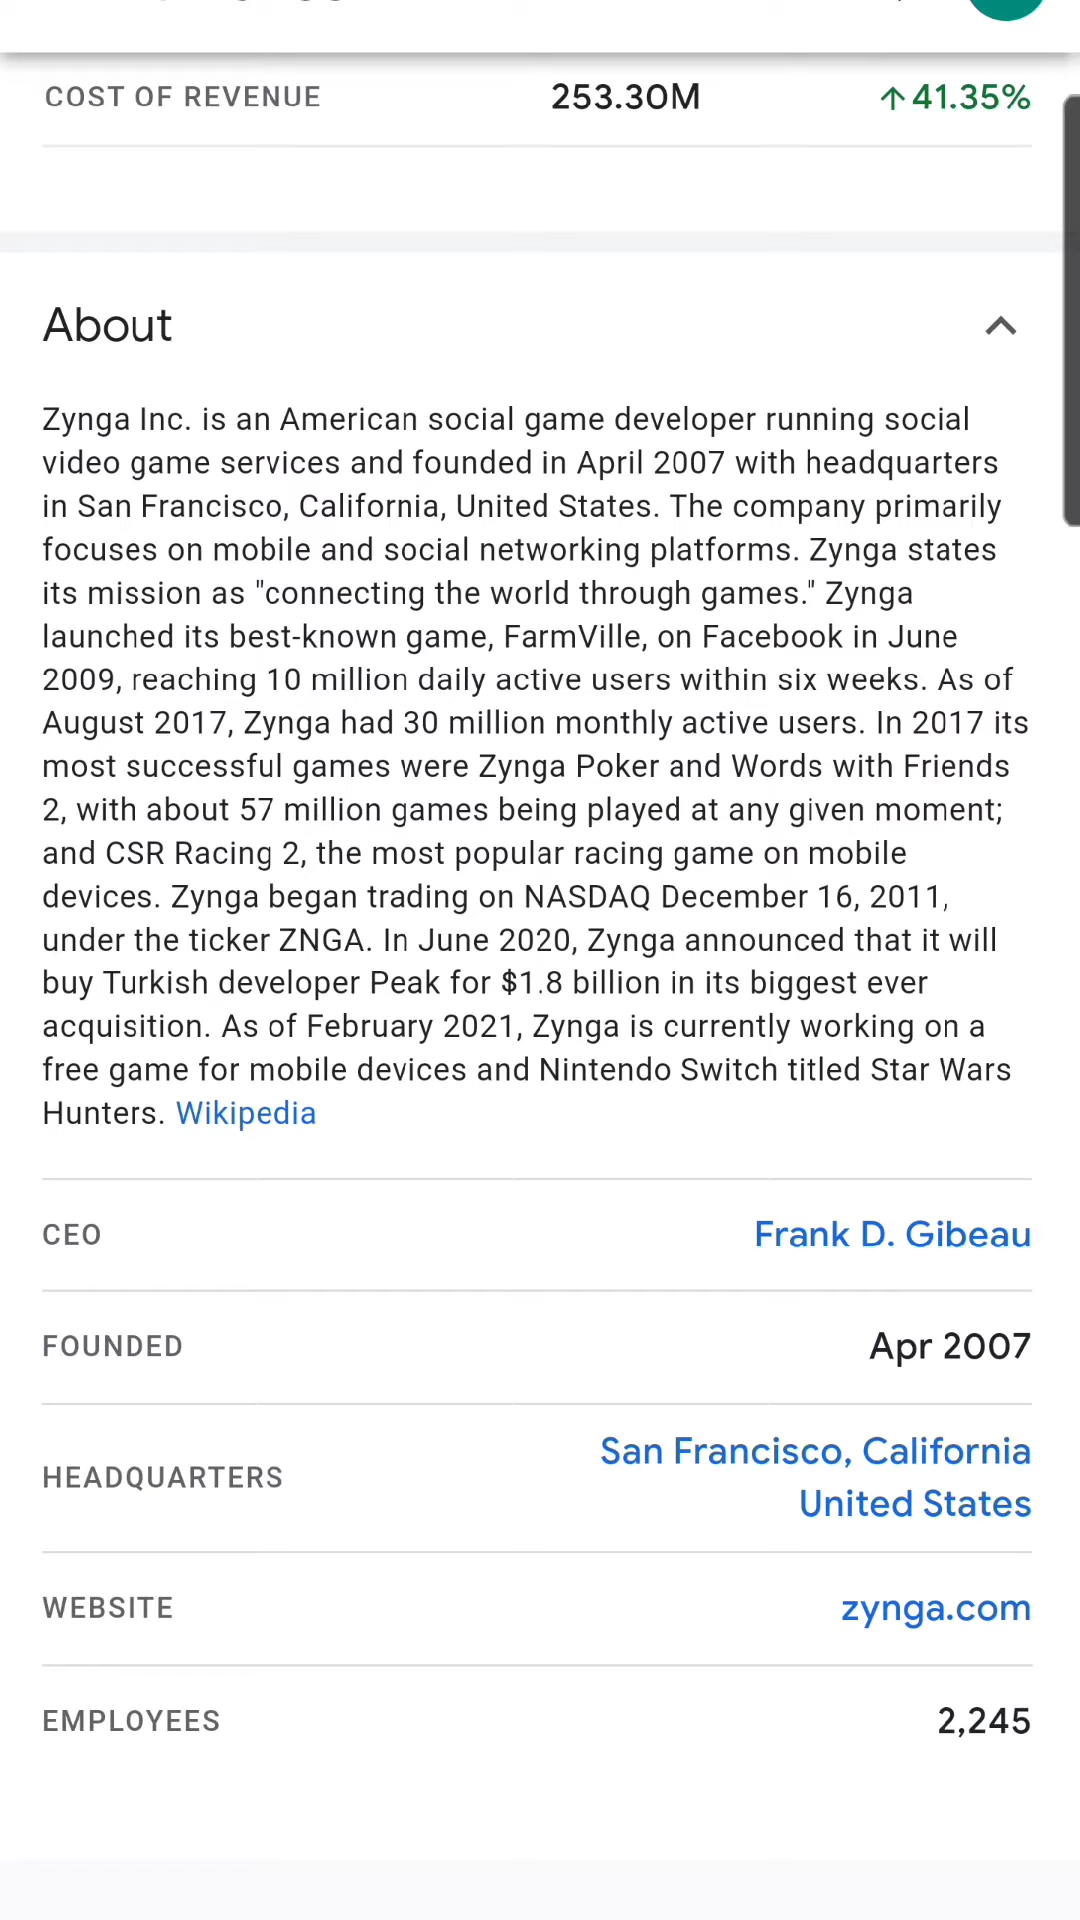 COST OF REVENUE 253.30M ↑41.35%
About
Zynga Inc. is an American social game developer running social
video game services and founded in April 2007 with headquarters
in San Francisco, California, United States. The company primarily
focuses on mobile and social networking platforms. Zynga states
its mission as "connecting the world through games." Zynga
launched its best-known game, FarmVille, on Facebook in June
2009, reaching 10 million daily active users within six weeks. As of
August 2017, Zynga had 30 million monthly active users. In 2017 its
most successful games were Zynga Poker and Words with Friends
2, with about 57 million games being played at any given moment;
and CSR Racing 2, the most popular racing game on mobile
devices. Zynga began trading on NASDAQ December 16, 2011,
under the ticker ZNGA. In June 2020, Zynga announced that it will
buy Turkish developer Peak for $1.8 billion in its biggest ever
acquisition. As of February 2021, Zynga is currently working on a
free game for mobile devices and Nintendo Switch titled Star Wars
Hunters. Wikipedia
CEO Frank D. Gibeau
FOUNDED Apr 2007
HEADQUARTERS San Francisco, California
United States
WEBSITE zynga.com
EMPLOYEES 2,245